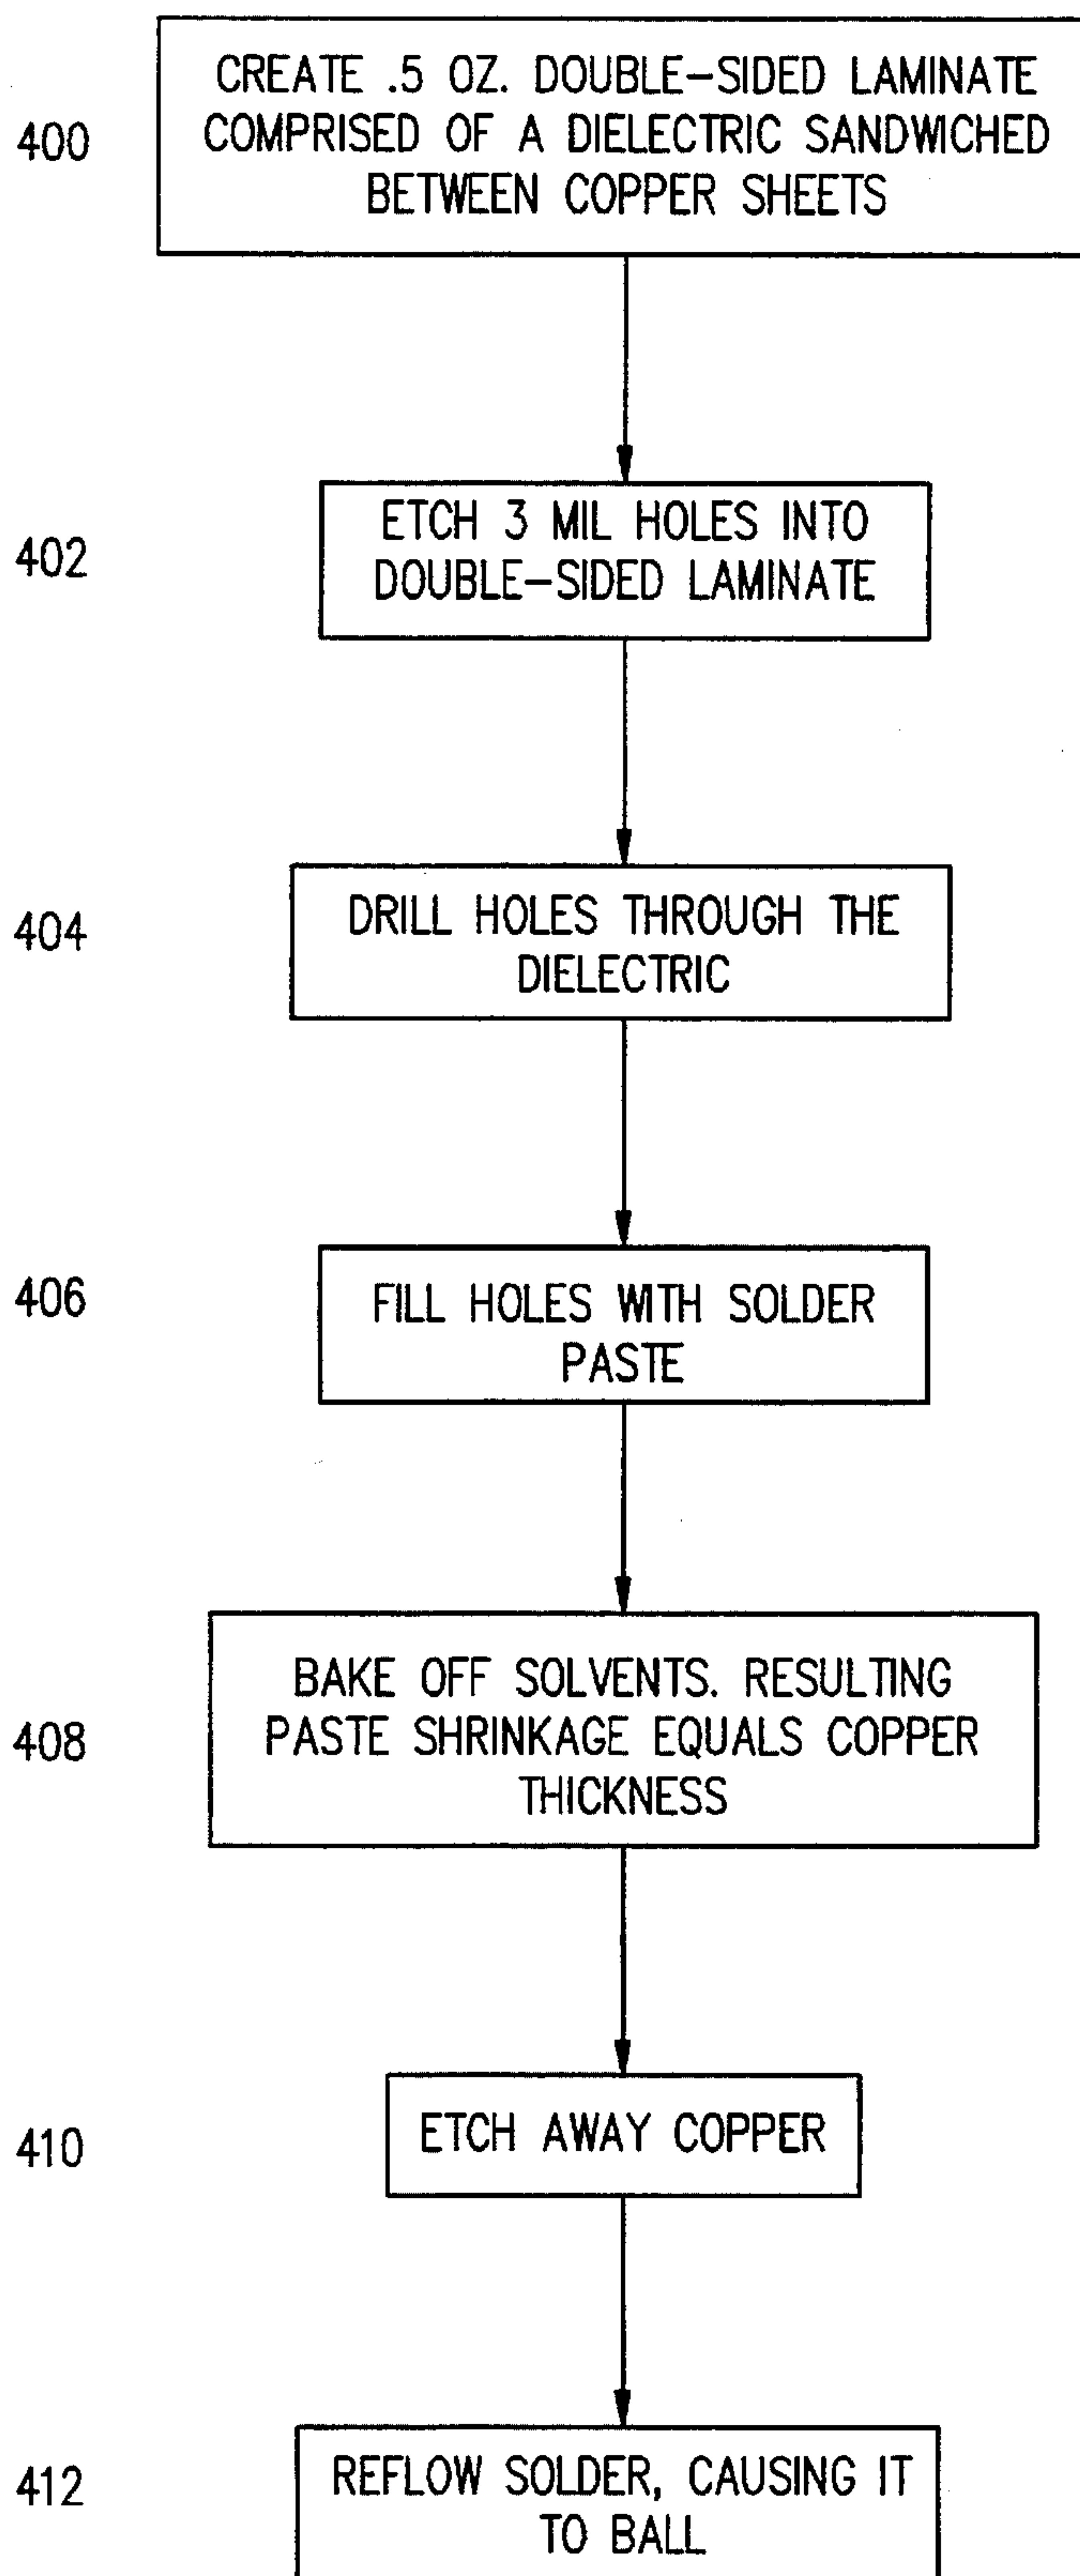 400
CREATE .5 OZ. DOUBLE-SIDED LAMINATE
COMPRISED OF A DIELECTRIC SANDWICHED
BETWEEN COPPER SHEETS
402
ETCH 3 MIL HOLES INTO
DOUBLE-SIDED LAMINATE
404
DRILL HOLES THROUGH THE
DIELECTRIC
406
FILL HOLES WITH SOLDER
PASTE
408
BAKE OFF SOLVENTS. RESULTING
PASTE SHRINKAGE EQUALS COPPER
THICKNESS
410
ETCH AWAY COPPER
412
REFLOW SOLDER, CAUSING IT
TO BALL